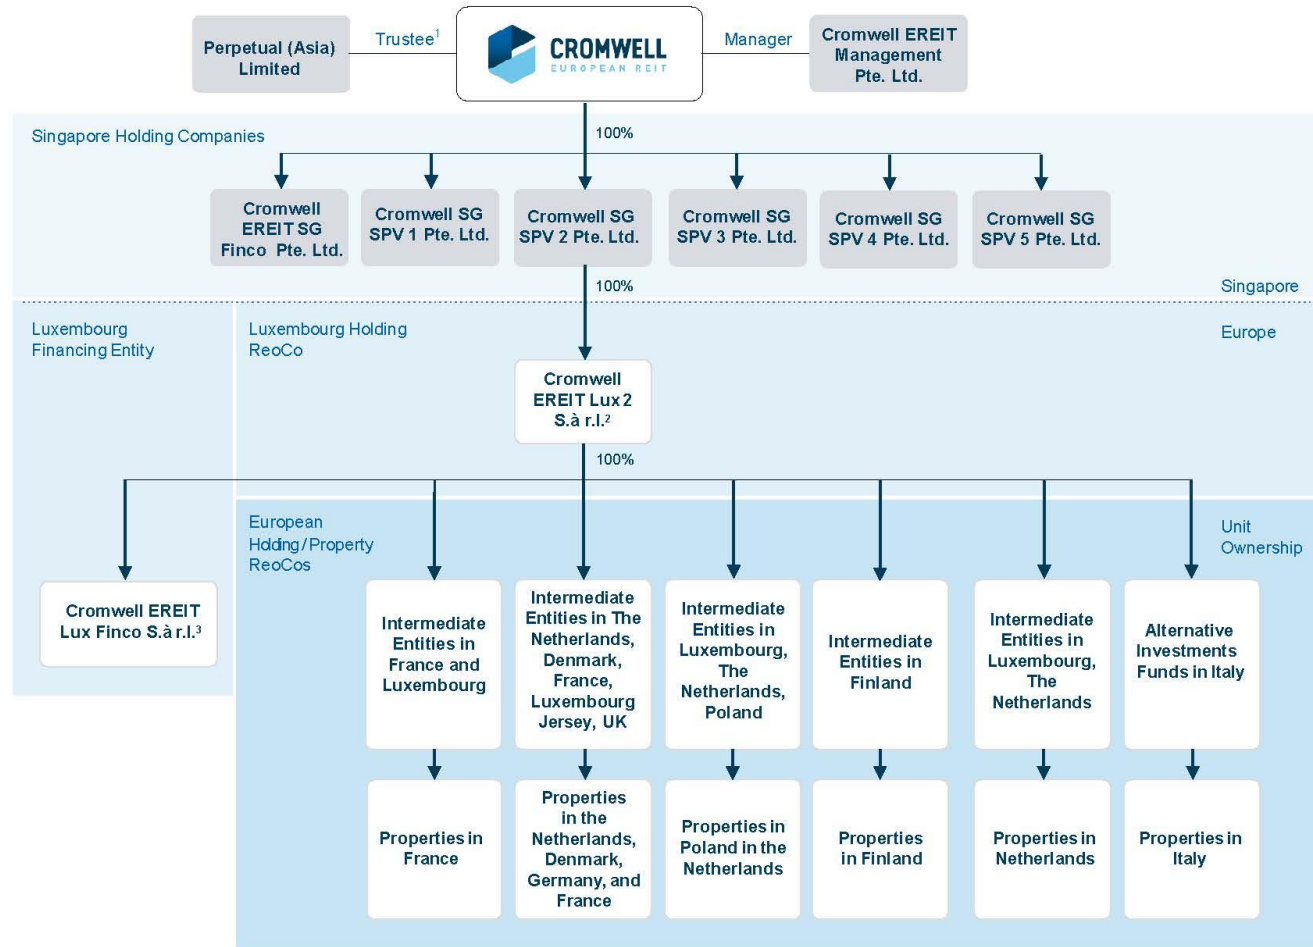 Perpetual (Asia)
Limited
Trustee¹
CROMWELL
EUROPEAN REIT
Manager
Cromwell EREIT
Management
Pte. Ltd.
100%
Singapore Holding Companies
Cromwell
EREIT SG
Finco Pte. Ltd.
Cromwell SG
SPV 1 Pte. Ltd.
Cromwell SG
SPV 2 Pte. Ltd.
Cromwell SG
SPV 3 Pte. Ltd.
Cromwell SG
SPV 4 Pte. Ltd.
Cromwell SG
SPV 5 Pte. Ltd.
100%
Singapore
Luxembourg
Financing Entity
Luxembourg Holding
ReoCo
Europe
Cromwell
EREIT Lux 2
S.à r.l.²
100%
European
Holding/Property
ReoCos
Unit
Ownership
Cromwell EREIT
Lux Finco S.à r.l.³
Intermediate
Entities in
France and
Luxembourg
Intermediate
Entities in The
Netherlands,
Denmark,
France,
Luxembourg
Jersey, UK
Intermediate
Entities in
Luxembourg,
The
Netherlands,
Poland
Intermediate
Entities in
Finland
Intermediate
Entities in
Luxembourg,
The
Netherlands
Alternative
Investments
Funds in Italy
Properties in
France
Properties
in the
Netherlands,
Denmark,
Germany, and
France
Properties in
Poland in the
Netherlands
Properties
in Finland
Properties in
Netherlands
Properties in
Italy